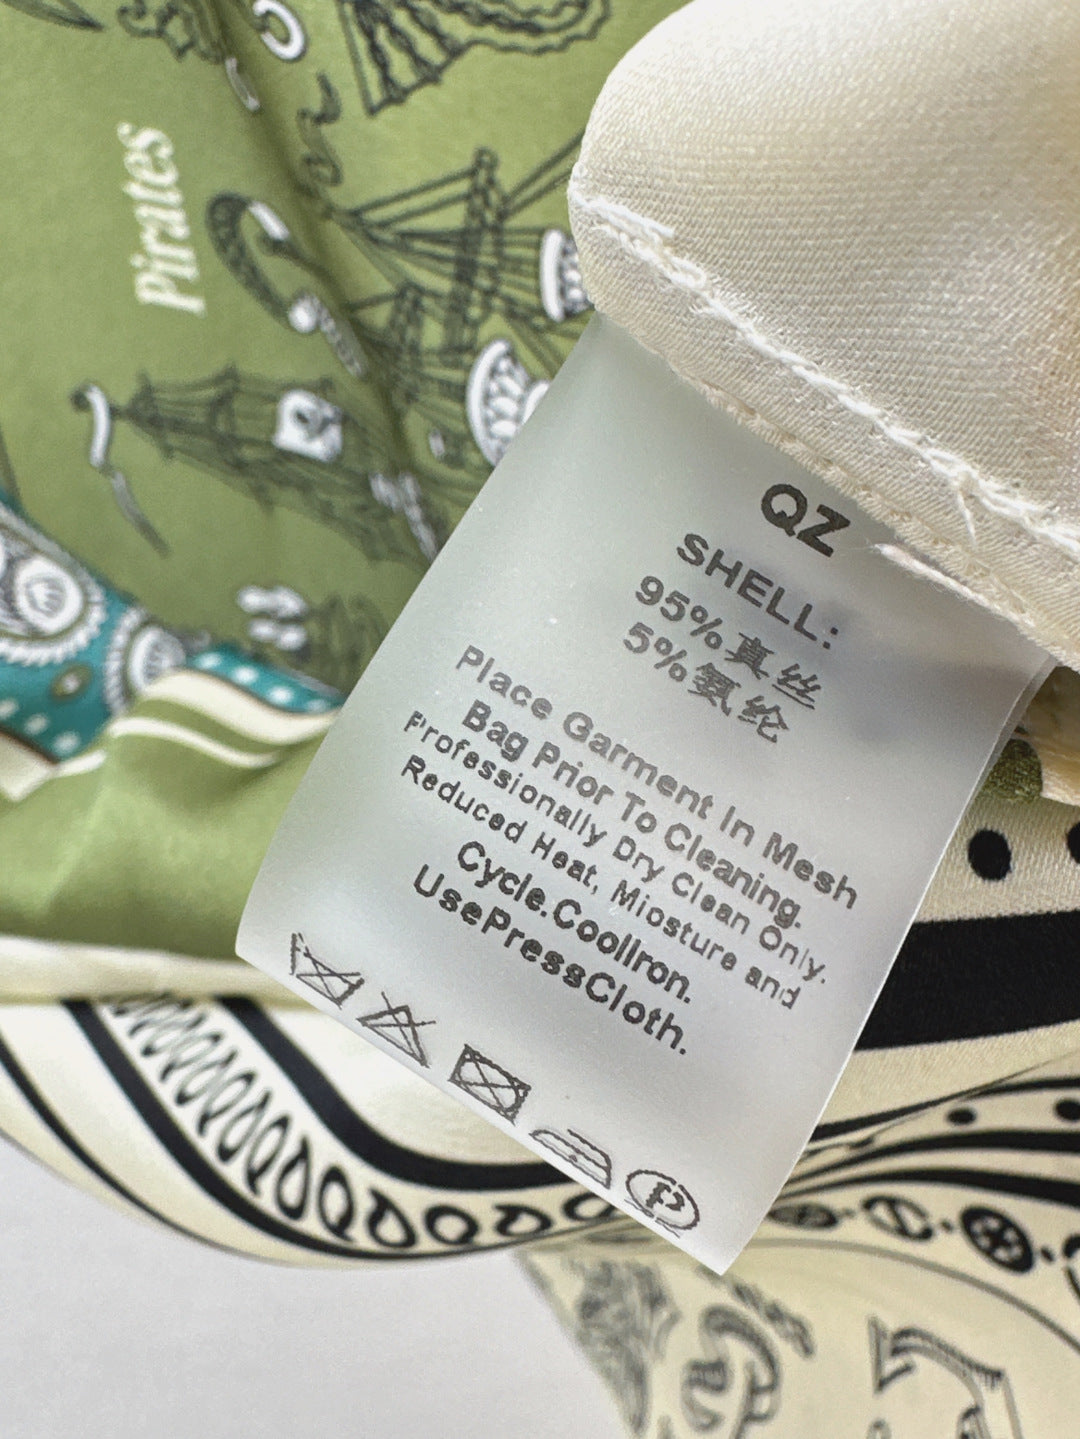 Pirates
QZ
SHELL:
95%真丝
5%氨纶
Place Garment In Mesh
Bag Prior To Cleaning.
Professionally Dry Clean Only.
Reduced Heat, Miosture and
Cycle.CoolIron.
UsePressCloth.
P